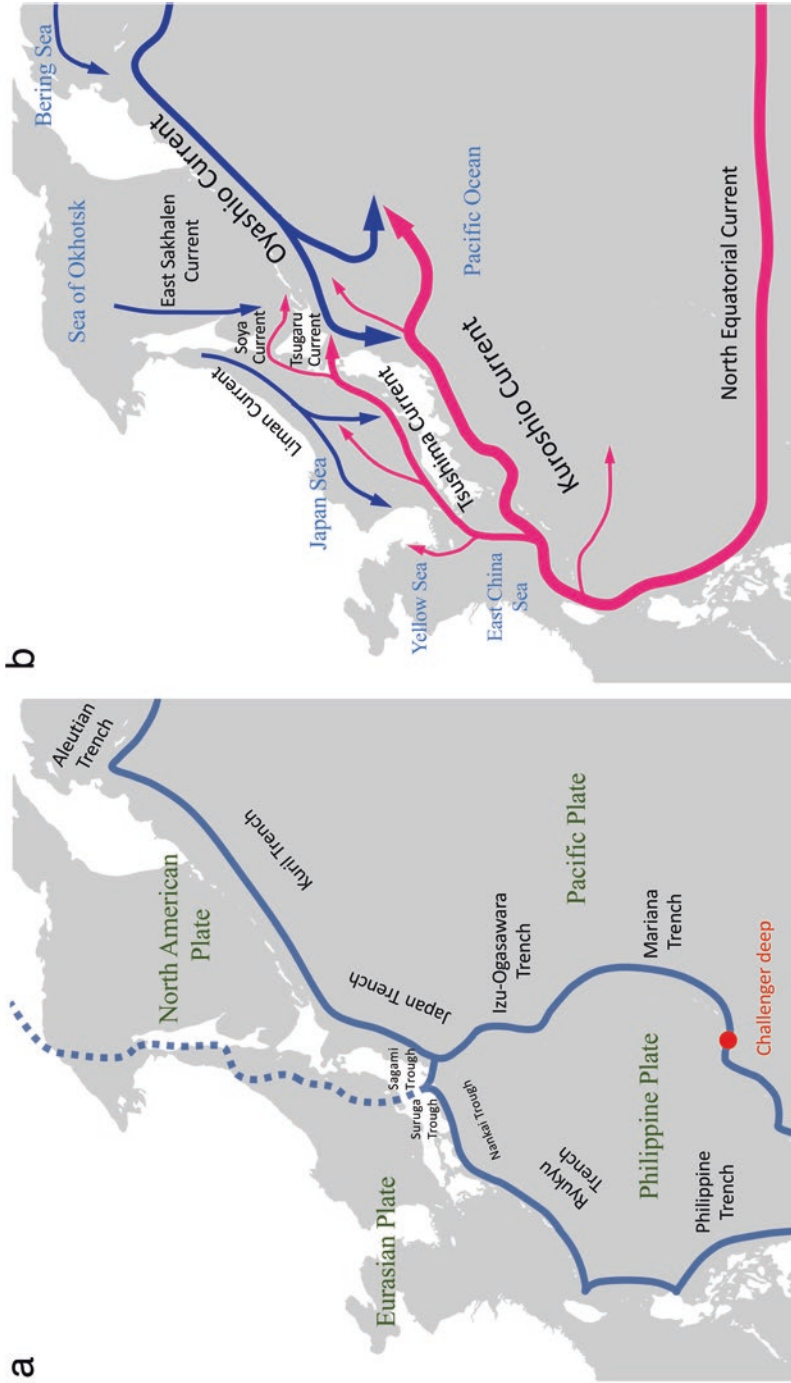 a
Aleutian
Trench
North American
Plate
Kuril Trench
Japan Trench
Sagami
Trough
Suruga
Trough
Nankai Trough
Eurasian Plate
Izu-Ogasawara
Trench
Pacific Plate
Ryukyu
Trench
Philippine Plate
Mariana
Trench
Philippine
Trench
Challenger deep
b
Bering Sea
Sea of Okhotsk
East Sakhalen
Current
Oyashio Current
Soya
Current
Tsugaru
Current
Liman Current
Japan Sea
Tsushima Current
Pacific Ocean
Yellow Sea
Kuroshio Current
East China
Sea
North Equatorial Current